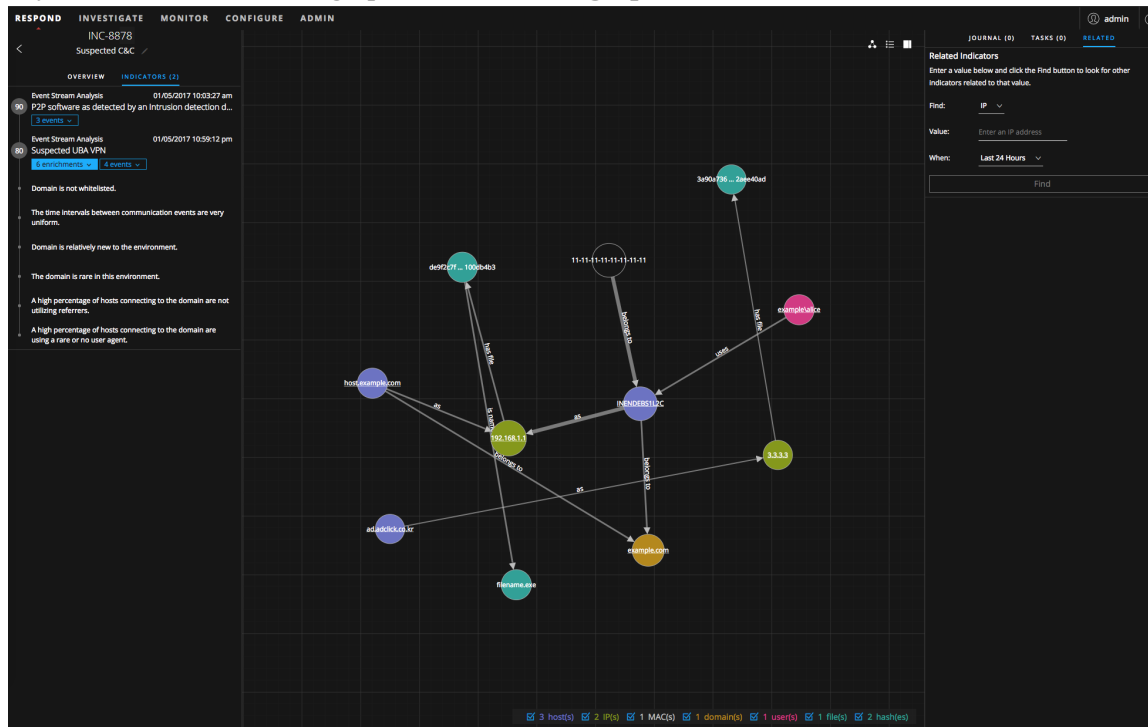 RESPOND INVESTIGATE MONITOR CONFIGURE ADMIN
admin
INC-8878
Suspected C&C
OVERVIEW INDICATORS (2)
Event Stream Analysis 01/05/2017 10:03:27 am
90 P2P software as detected by an Intrusion detection d...
3 events
Event Stream Analysis 01/05/2017 10:59:12 pm
80 Suspected UBA VPN
6 enrichments 4 events
Domain is not whitelisted.
The time intervals between communication events are very
uniform.
Domain is relatively new to the environment.
The domain is rare in this environment.
A high percentage of hosts connecting to the domain are not
utilizing referrers.
A high percentage of hosts connecting to the domain are
using a rare or no user agent.
3a90a736 ... 2aee40ad
11-11-11-11-11-11-11-11
de9f2c7f ... 100db4b3
example\alice
belongs to
has file
used
has file
host.example.com
INENDEBS1L2C
as
as
is name
192.168.1.1
belongs to
belongs to
3.3.3.3
as
ad.adclick.co.kr
example.com
filename.exe
3 host(s) 2 IP(s) 1 MAC(s) 1 domain(s) 1 user(s) 1 file(s) 2 hash(es)
JOURNAL (0) TASKS (0) RELATED
Related Indicators
Enter a value below and click the Find button to look for other
indicators related to that value.
Find: IP
Value: Enter an IP address
When: Last 24 Hours
Find